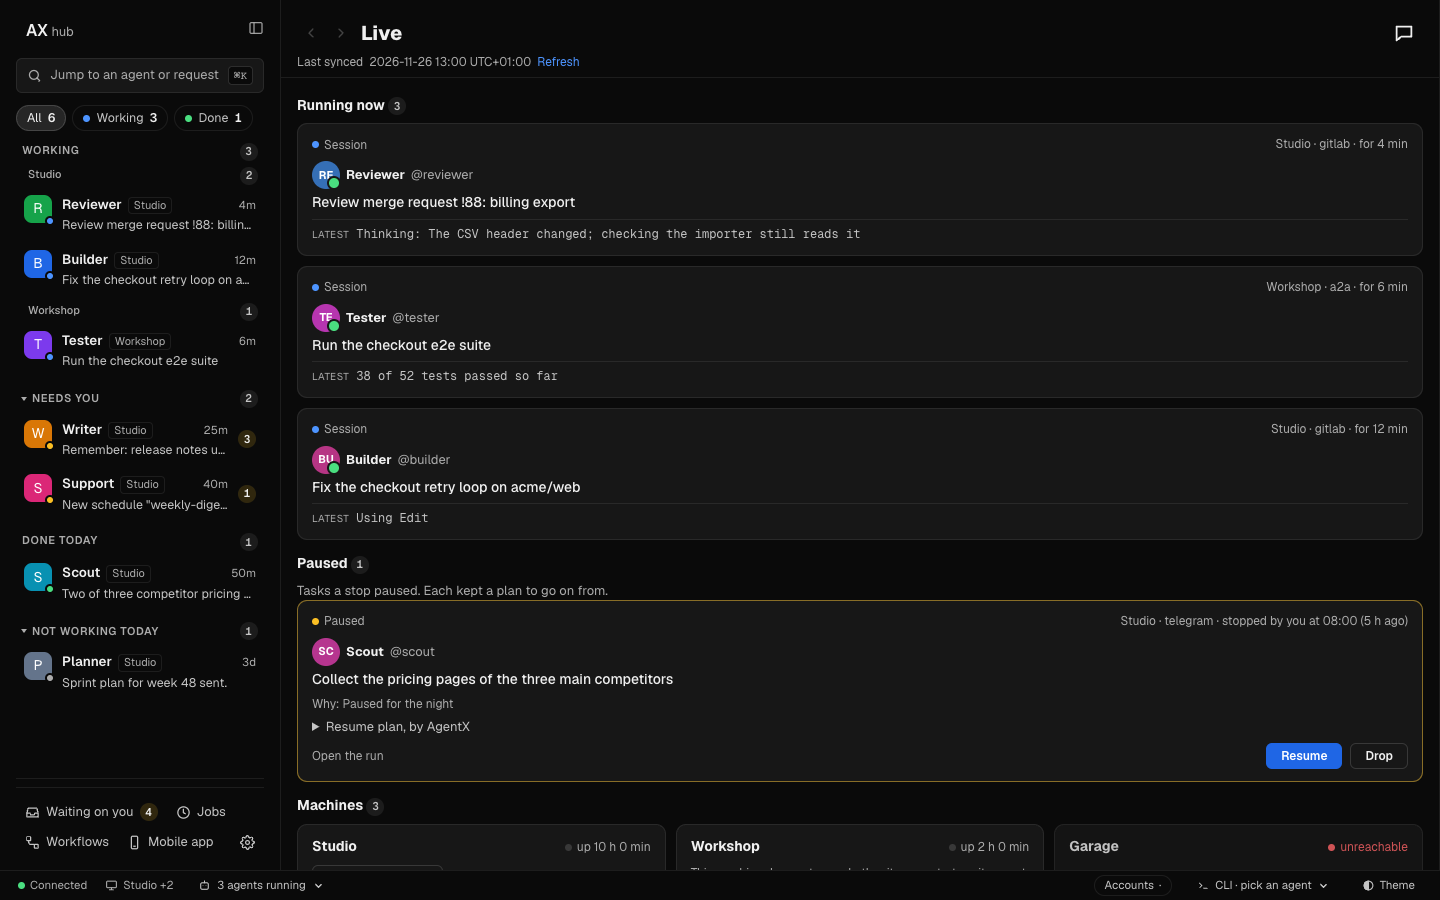 AX hub
Jump to an agent or request ⌘K
All 6
Working 3
Done 1
WORKING 3
Studio 2
R
Reviewer Studio 4m
Review merge request !88: billin…
B
Builder Studio 12m
Fix the checkout retry loop on a…
Workshop 1
T
Tester Workshop 6m
Run the checkout e2e suite
NEEDS YOU 2
W
Writer Studio 25m
Remember: release notes u… 3
S
Support Studio 40m
New schedule "weekly-dige… 1
DONE TODAY 1
S
Scout Studio 50m
Two of three competitor pricing …
NOT WORKING TODAY 1
P
Planner Studio 3d
Sprint plan for week 48 sent.
Waiting on you 4
Jobs
Workflows
Mobile app
Live
Last synced 2026-11-26 13:00 UTC+01:00 Refresh
Running now 3
Session Studio · gitlab · for 4 min
Reviewer @reviewer
Review merge request !88: billing export
LATEST Thinking: The CSV header changed; checking the importer still reads it
Session Workshop · a2a · for 6 min
Tester @tester
Run the checkout e2e suite
LATEST 38 of 52 tests passed so far
Session Studio · gitlab · for 12 min
Builder @builder
Fix the checkout retry loop on acme/web
LATEST Using Edit
Paused 1
Tasks a stop paused. Each kept a plan to go on from.
Paused Studio · telegram · stopped by you at 08:00 (5 h ago)
SC Scout @scout
Collect the pricing pages of the three main competitors
Why: Paused for the night
Resume plan, by AgentX
Open the run Resume Drop
Machines 3
Studio up 10 h 0 min
Workshop up 2 h 0 min
Garage unreachable
Connected
Studio +2
3 agents running
Accounts ·
CLI · pick an agent
Theme